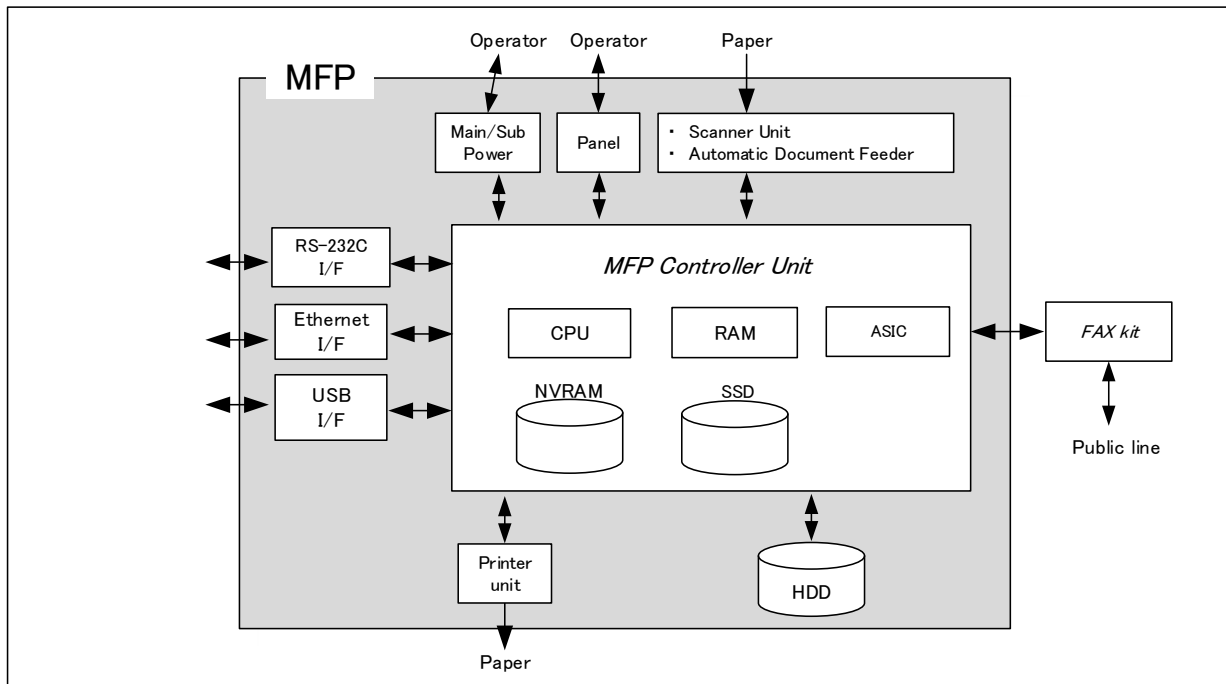 Operator
Operator
Paper
MFP
Main/Sub
Power
Panel
・ Scanner Unit
・ Automatic Document Feeder
RS-232C
I/F
MFP Controller Unit
Ethernet
I/F
CPU
RAM
ASIC
FAX kit
USB
I/F
NVRAM
SSD
Public line
Printer
unit
HDD
Paper